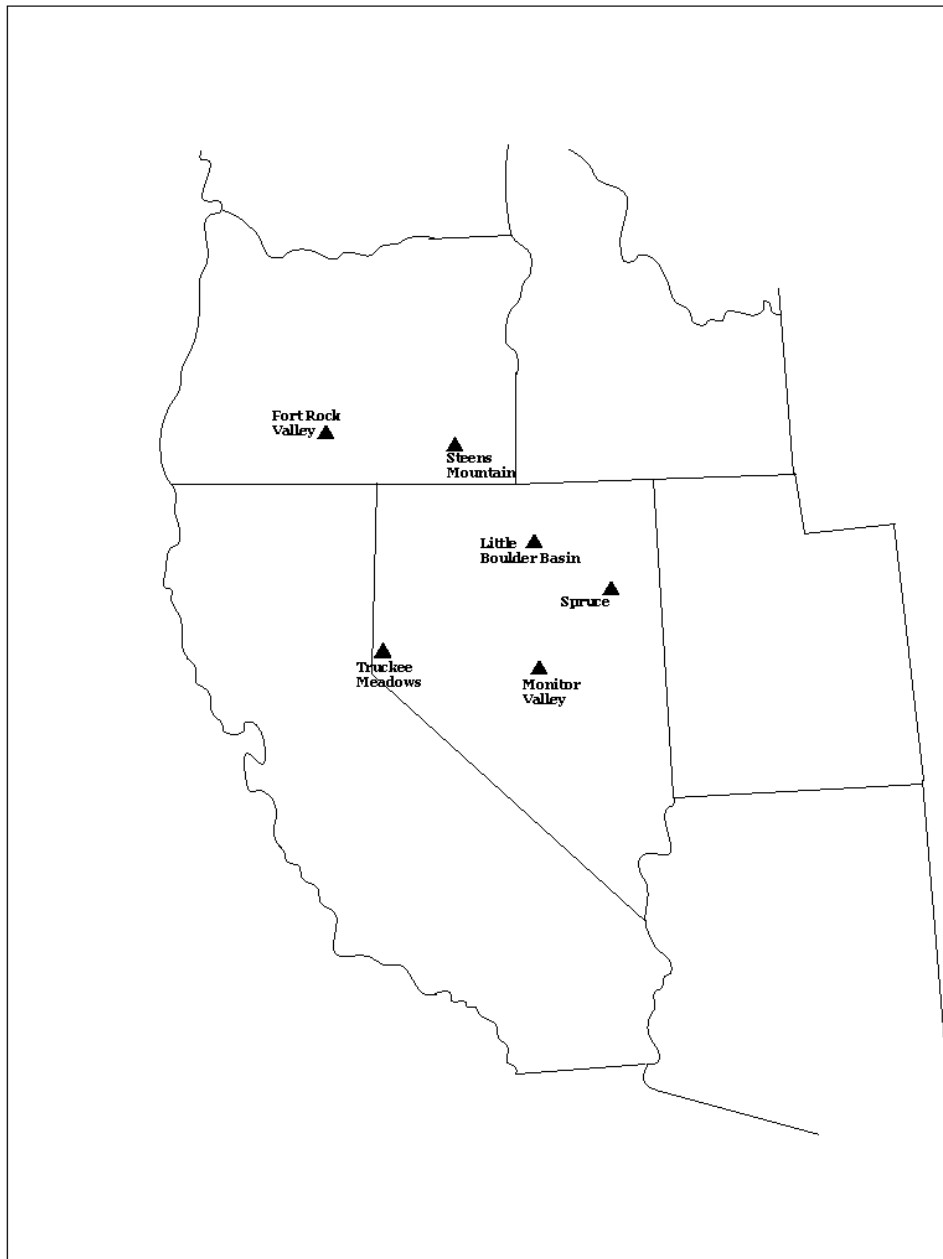 Fort Rock
Valley
Steens
Mountain
Little
Boulder Basin
Spruce
Truckee
Meadows
Monitor
Valley